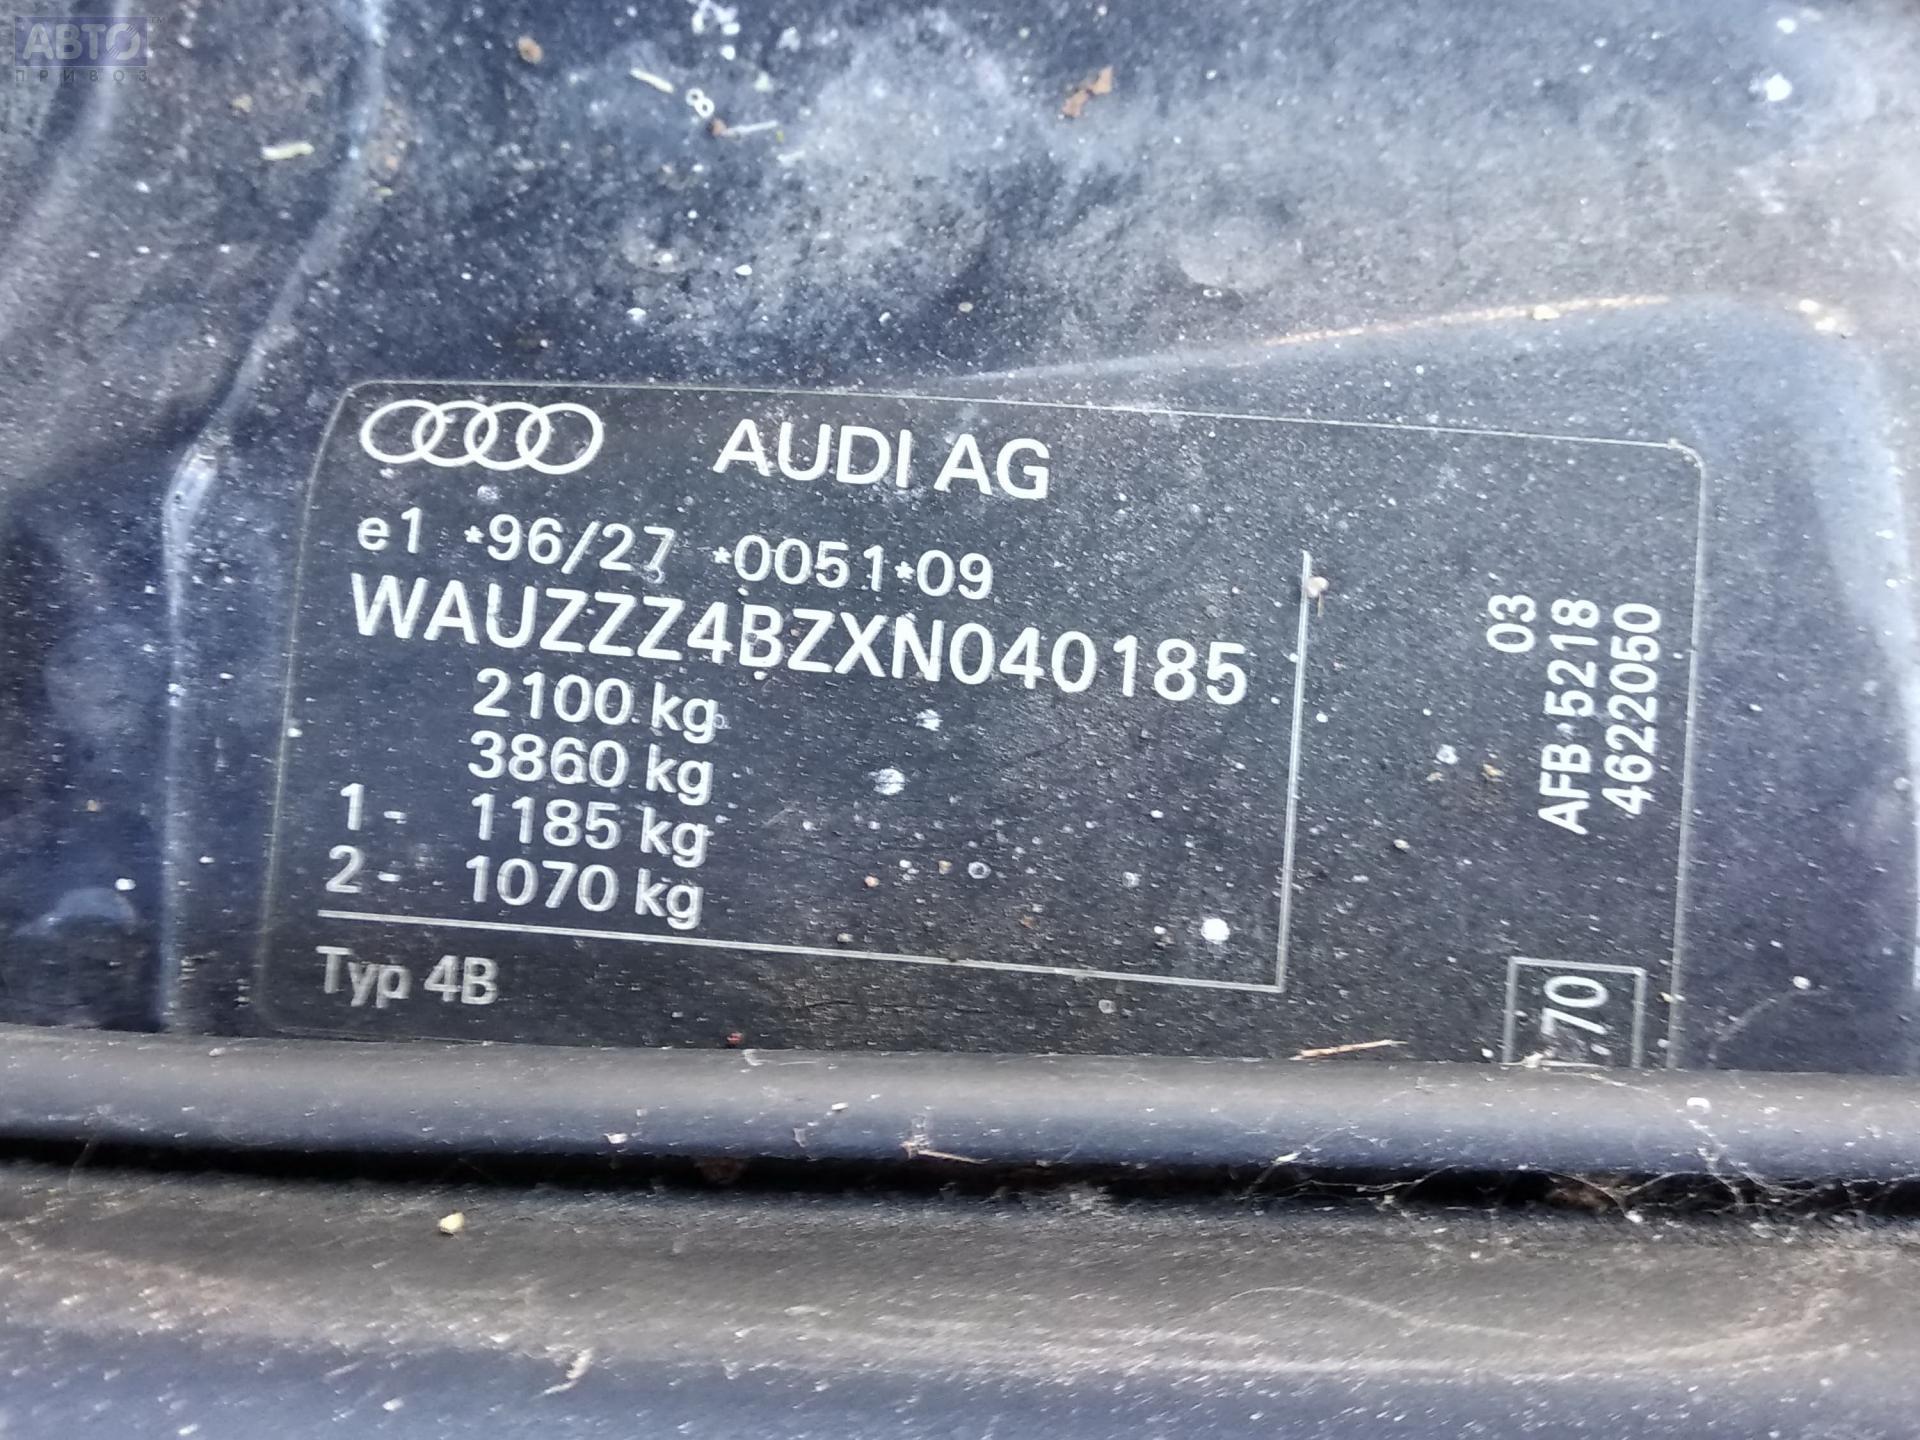 АВТО
ПРИВОЗ
AUDI AG
e1 *96/27 *0051*09
WAUZZZ4BZXN040185
2100 kg
3860 kg
1- 1185 kg
2- 1070 kg
Typ 4B
03
AFB 5218
4622050